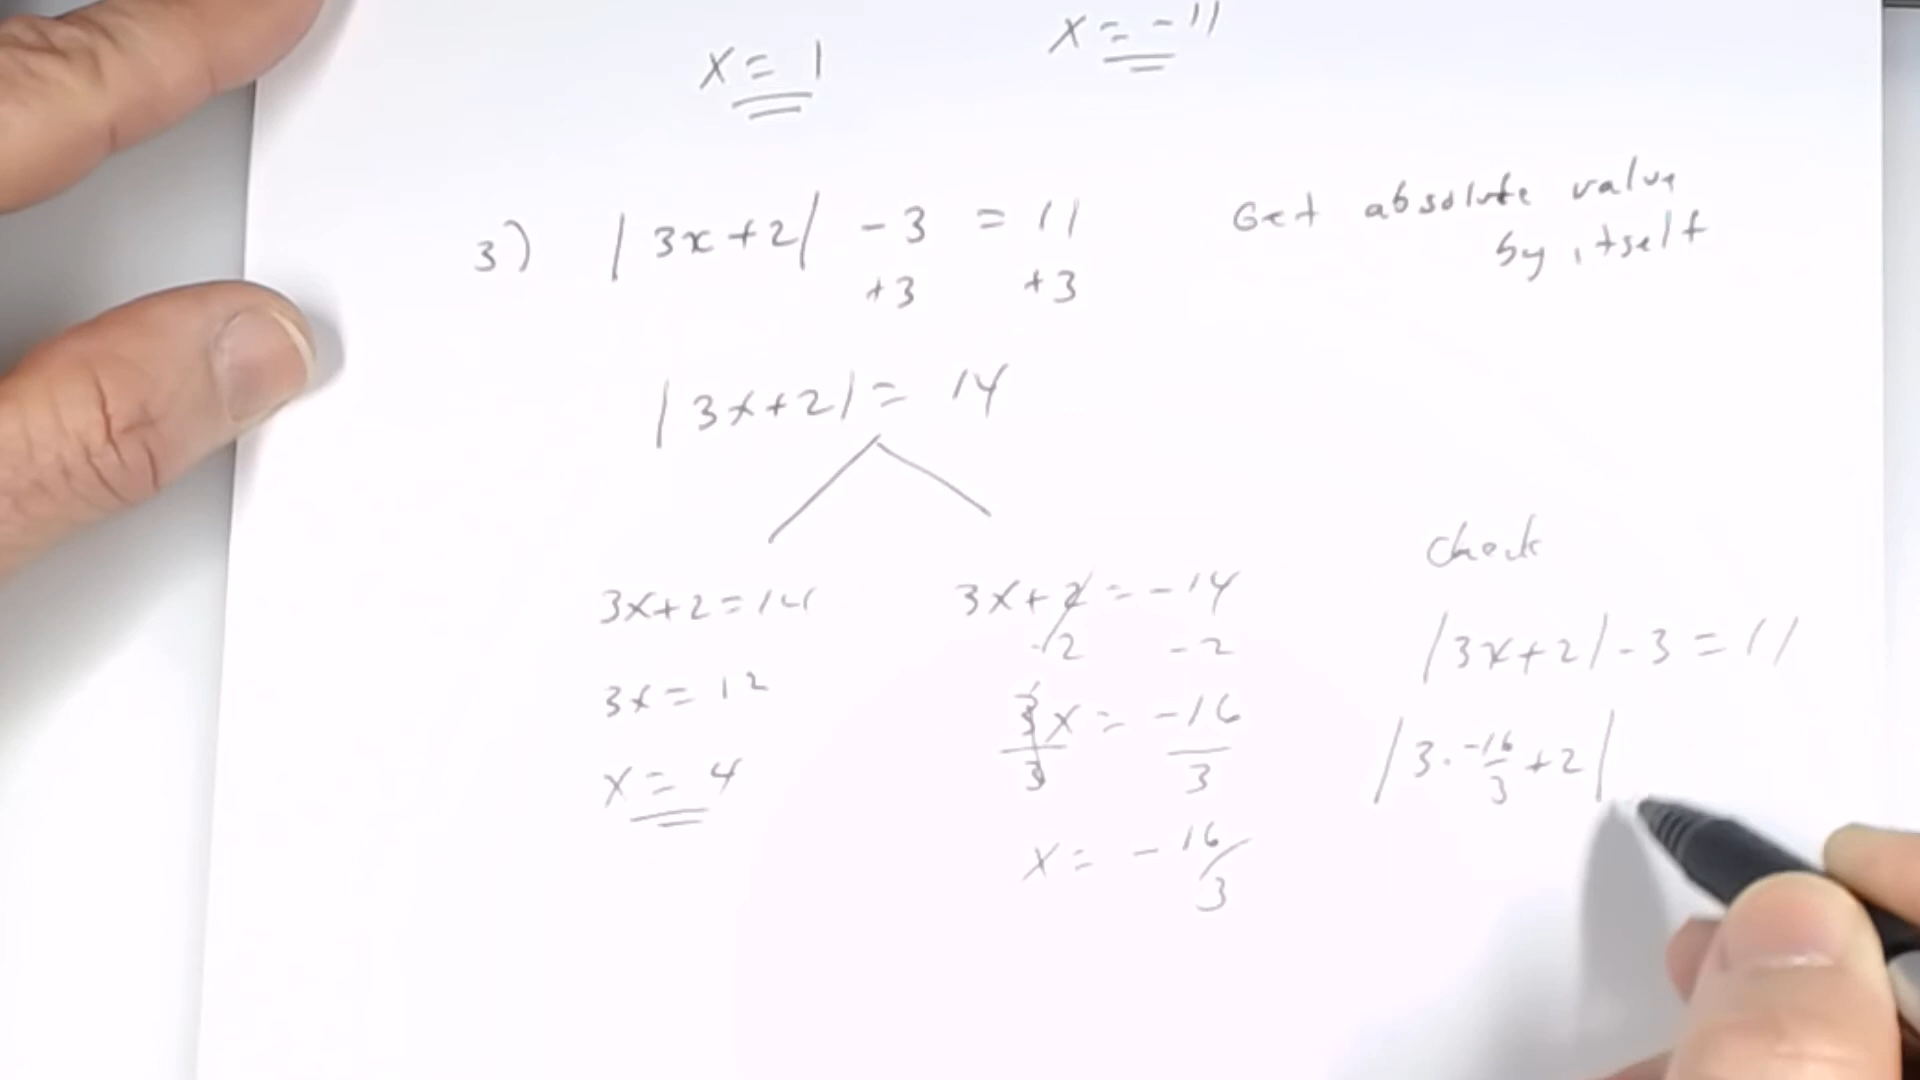 x = 1
x = -11
3) |3x+2| -3 = 11
+3 +3
Get absolute value
by itself
|3x+2| = 14
3x+2=14
3x= 12
x= 4
3x+2 = -14
-2 -2
3x = -16
3 3
x = - 16/3
Check
|3x+2|-3 = 11
|3·-16/3+2|